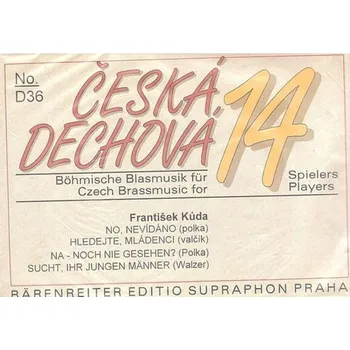 No.
D36
ČESKÁ
DECHOVÁ
14
Böhmische Blasmusik für
Czech Brassmusic for
Spielers
Players
František Kúda
NO, NEVÍDÁNO (polka)
HLEDEJTE, MLÁDENCI (valčík)
NA - NOCH NIE GESEHEN? (Polka)
SUCHT, IHR JUNGEN MÄNNER (Walzer)
BÄRENREITER EDITIO SUPRAPHON PRAHA